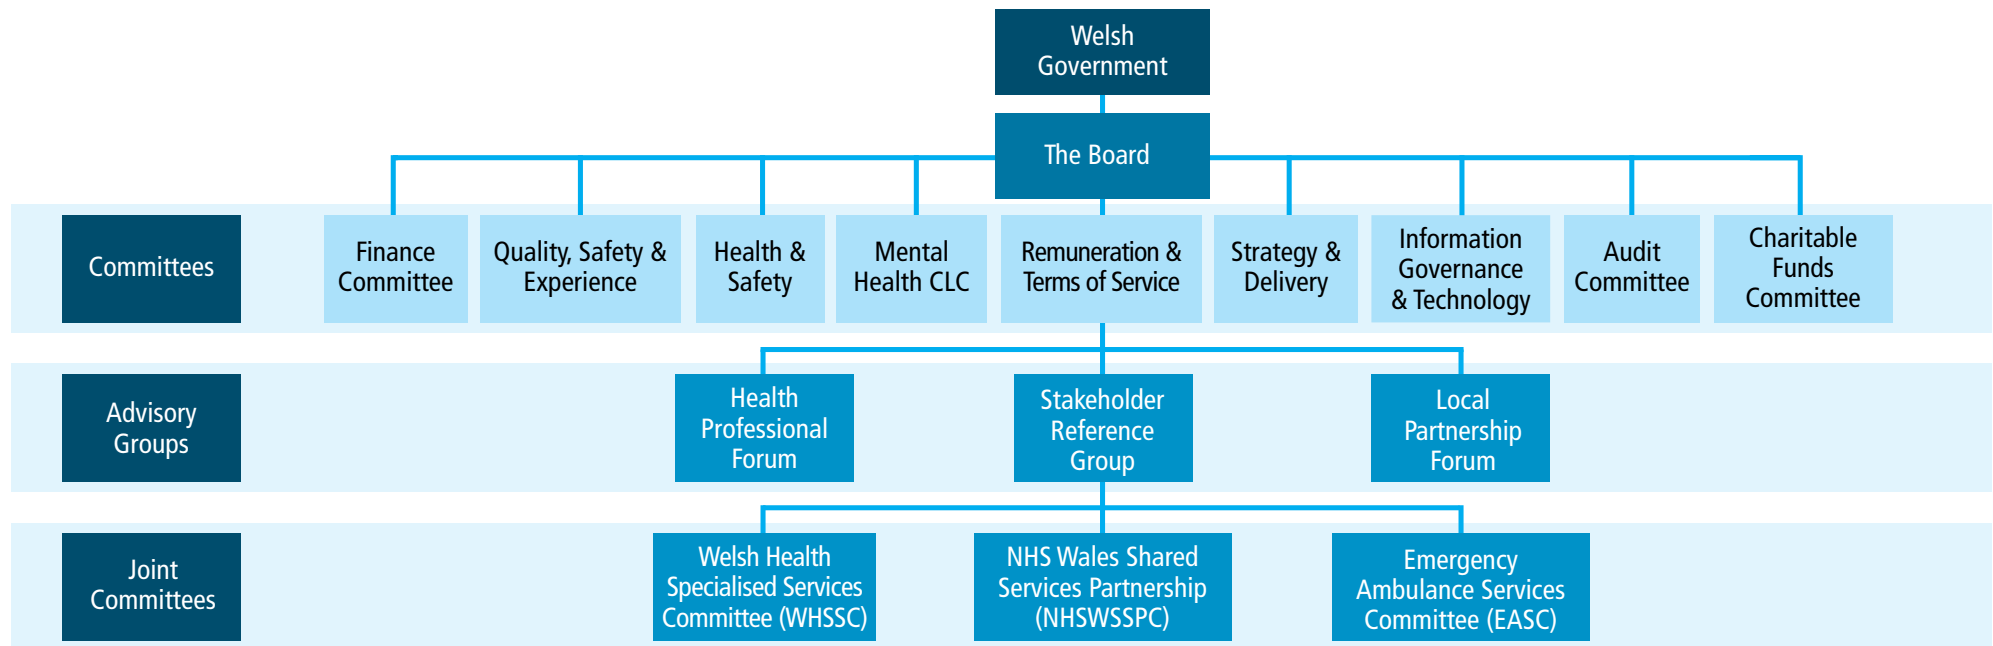 Welsh
Government
The Board
Committees
Finance
Committee
Quality, Safety &
Experience
Health &
Safety
Mental
Health CLC
Remuneration &
Terms of Service
Strategy &
Delivery
Information
Governance
& Technology
Audit
Committee
Charitable
Funds
Committee
Advisory
Groups
Health
Professional
Forum
Stakeholder
Reference
Group
Local
Partnership
Forum
Joint
Committees
Welsh Health
Specialised Services
Committee (WHSSC)
NHS Wales Shared
Services Partnership
(NHSWSSPC)
Emergency
Ambulance Services
Committee (EASC)